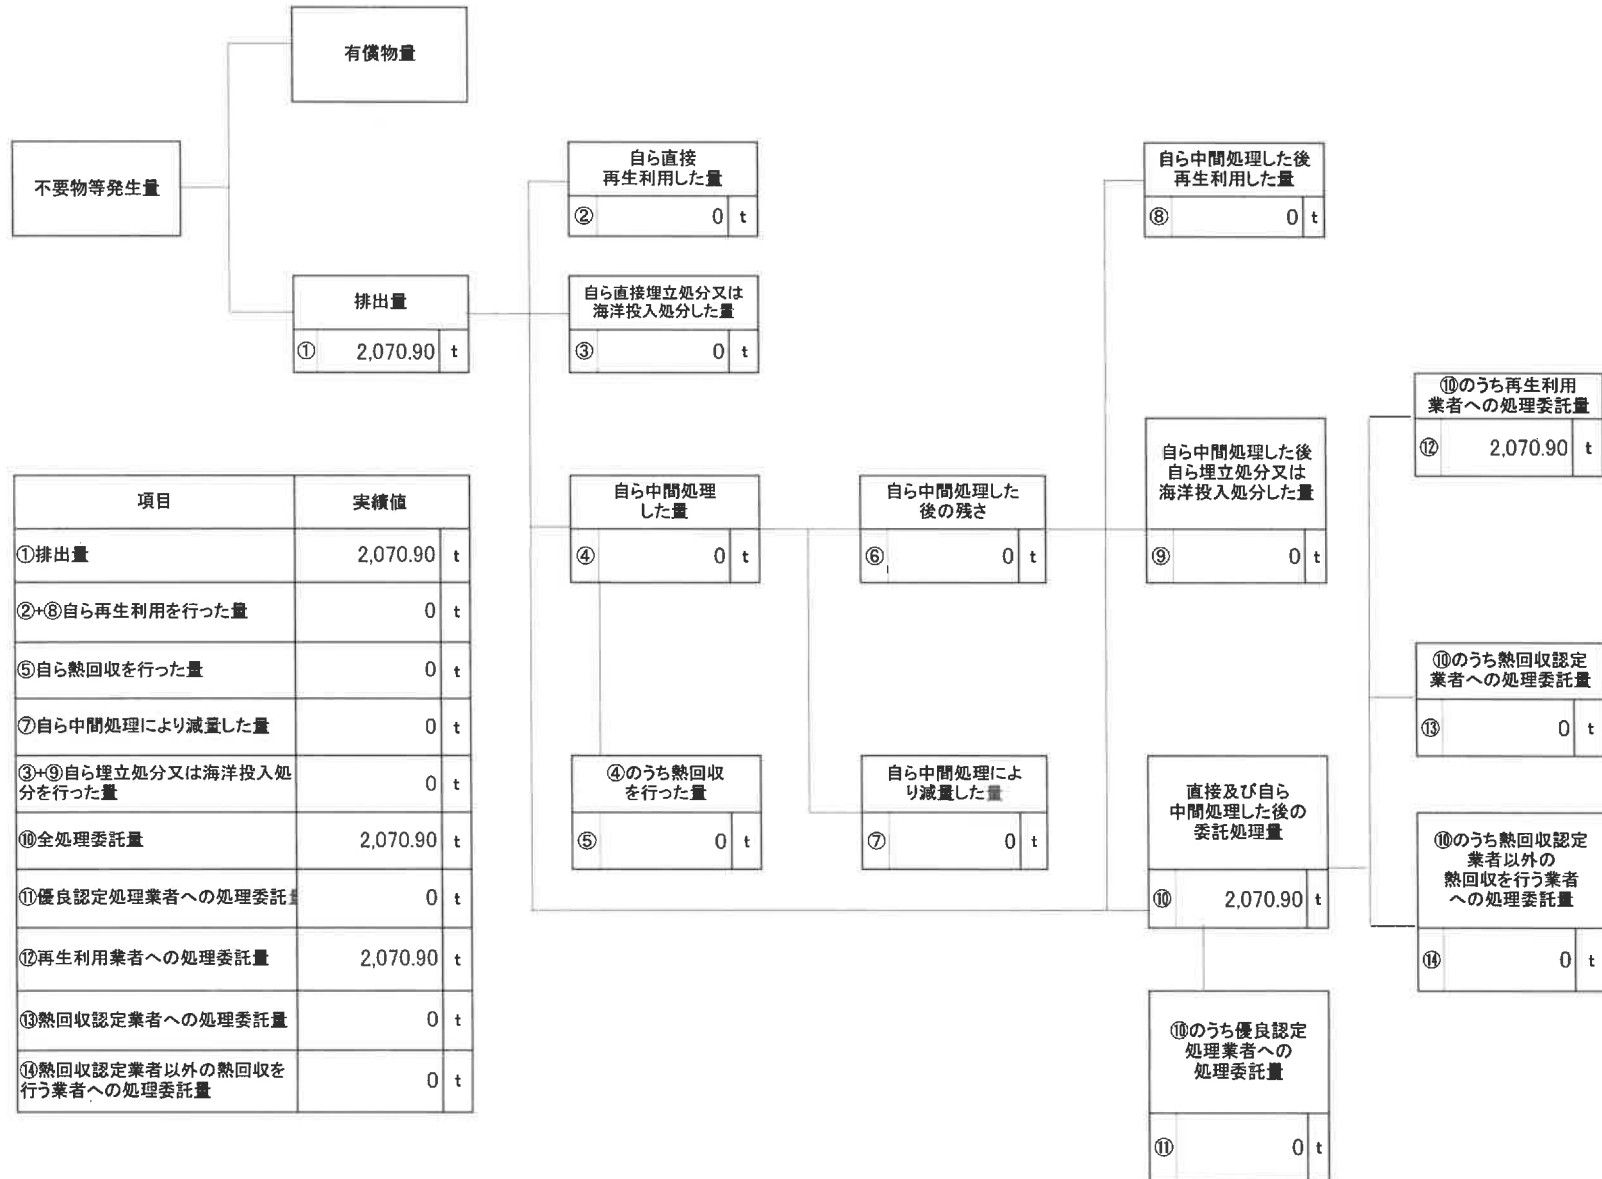 有償物量
不要物等発生量
排出量
① 2,070.90 t
自ら直接
再生利用した量
② 0 t
自ら直接埋立処分又は
海洋投入処分した量
③ 0 t
自ら中間処理
した量
④ 0 t
④のうち熱回収
を行った量
⑤ 0 t
自ら中間処理した
後の残さ
⑥ 0 t
自ら中間処理によ
り減量した量
⑦ 0 t
自ら中間処理した後
再生利用した量
⑧ 0 t
自ら中間処理した後
自ら埋立処分又は
海洋投入処分した量
⑨ 0 t
直接及び自ら
中間処理した後の
委託処理量
⑩ 2,070.90 t
⑩のうち優良認定
処理業者への
処理委託量
⑪ 0 t
⑩のうち再生利用
業者への処理委託量
⑫ 2,070.90 t
⑩のうち熱回収認定
業者への処理委託量
⑬ 0 t
⑩のうち熱回収認定
業者以外の
熱回収を行う業者
への処理委託量
⑭ 0 t
項目 実績値
①排出量 2,070.90 t
②+⑧自ら再生利用を行った量 0 t
⑤自ら熱回収を行った量 0 t
⑦自ら中間処理により減量した量 0 t
③+⑨自ら埋立処分又は海洋投入処
分を行った量 0 t
⑩全処理委託量 2,070.90 t
⑪優良認定処理業者への処理委託量 0 t
⑫再生利用業者への処理委託量 2,070.90 t
⑬熱回収認定業者への処理委託量 0 t
⑭熱回収認定業者以外の熱回収を
行う業者への処理委託量 0 t